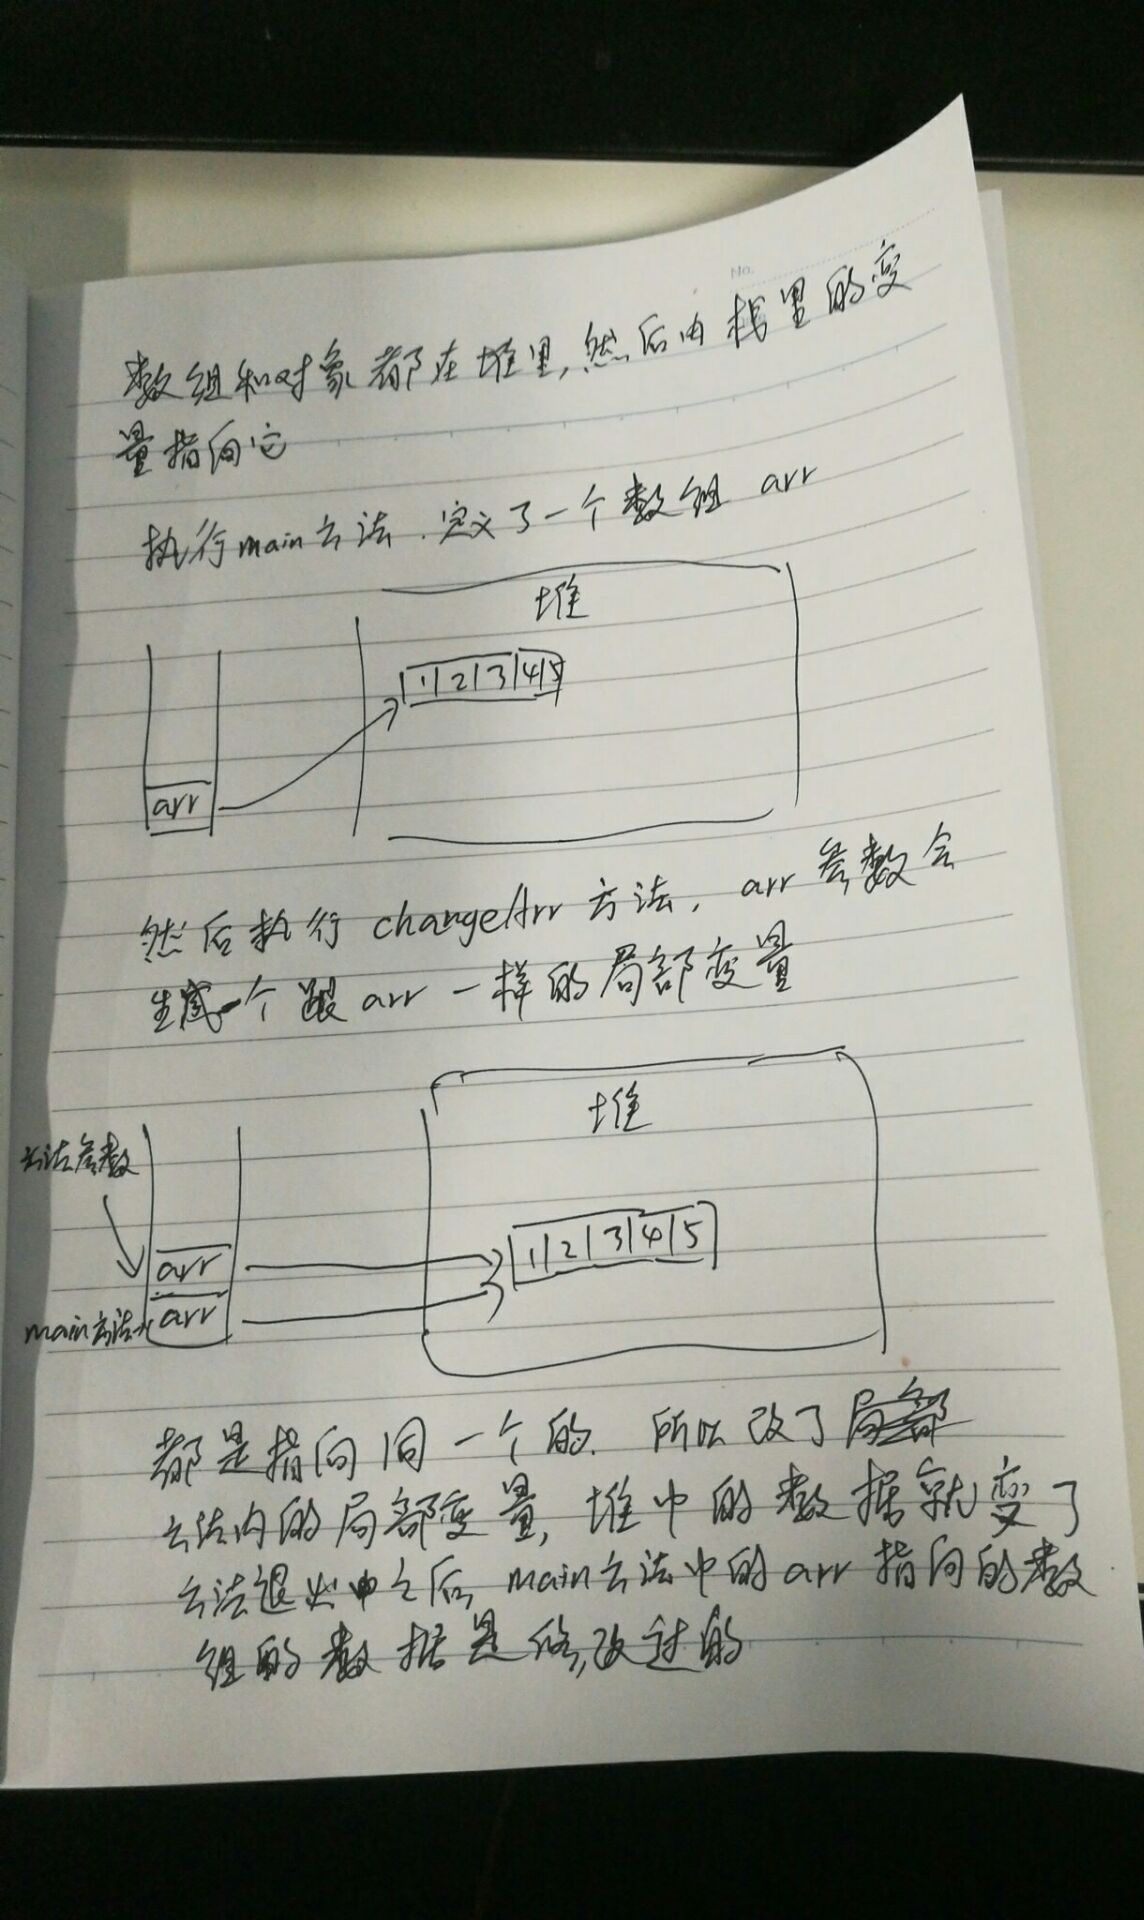 No.
数组和对象都在堆里,然后由栈里的变
量指向它
执行main方法.定义了一个数组 arr
堆
1 2 3 4 5
arr
然后执行 changeArr 方法, arr 参数会
生成一个跟 arr 一样的局部变量
堆
方法参数
1 2 3 4 5
arr
main方法 arr
都是指向同一个的. 所以改了
方法内的局部变量, 堆中的数据就变了
方法退出之后 main方法中的 arr 指向的数
组的数据是修改过的